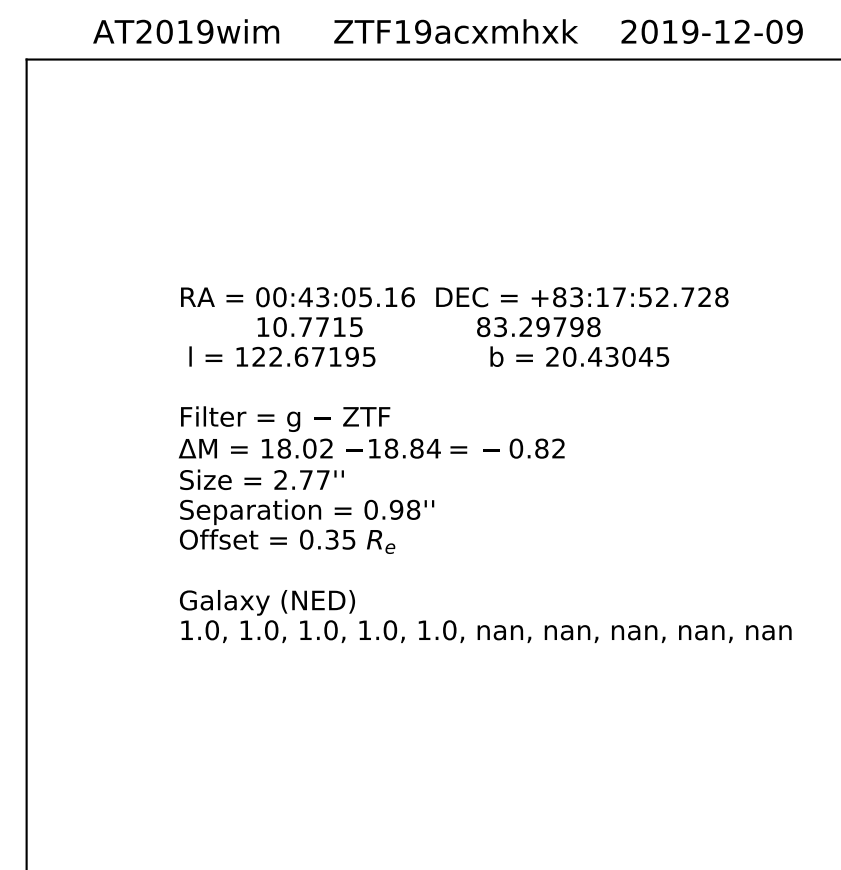 AT2019wim ZTF19acxmhxk 2019-12-09
RA = 00:43:05.16 DEC = +83:17:52.728
10.7715 83.29798
l = 122.67195 b = 20.43045
Filter = g − ZTF
ΔM = 18.02 −18.84 = − 0.82
Size = 2.77''
Separation = 0.98''
Offset = 0.35 Re
Galaxy (NED)
1.0, 1.0, 1.0, 1.0, 1.0, nan, nan, nan, nan, nan